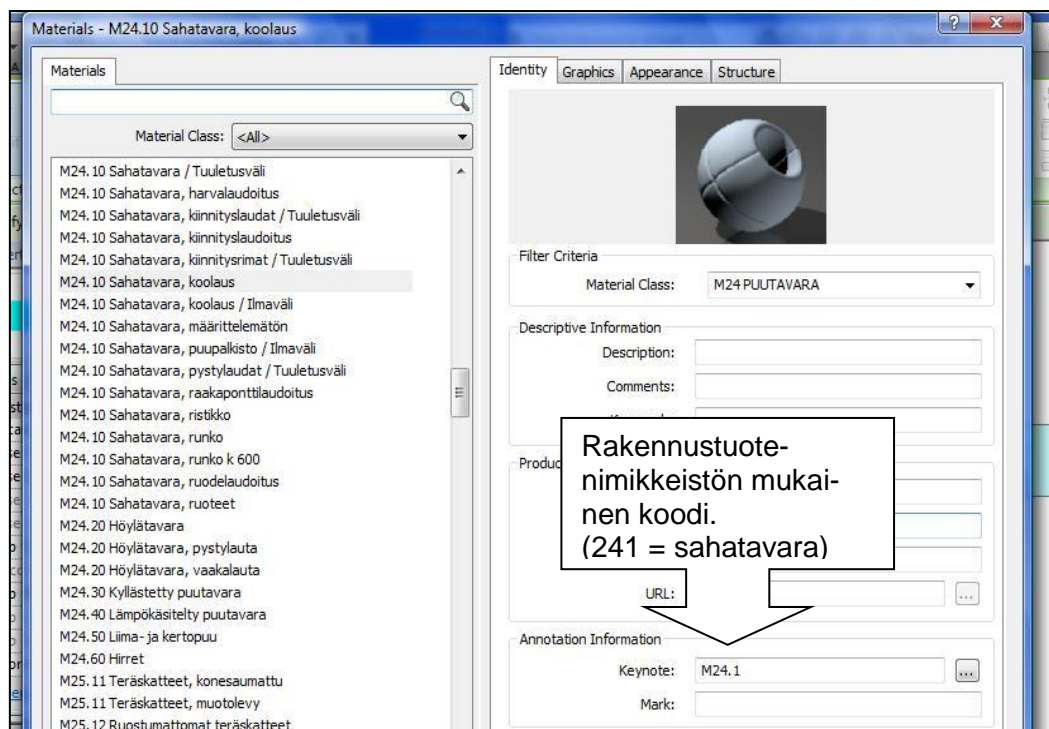 Materials - M24.10 Sahatavara, koolaus
Materials
Material Class: <All>
M24.10 Sahatavara / Tuuletusväli
M24.10 Sahatavara, harvalaudoitus
M24.10 Sahatavara, kiinnityslaudat / Tuuletusväli
M24.10 Sahatavara, kiinnityslaudoitus
M24.10 Sahatavara, kiinnitysrimat / Tuuletusväli
M24.10 Sahatavara, koolaus
M24.10 Sahatavara, koolaus / Ilmaväli
M24.10 Sahatavara, määrittelemätön
M24.10 Sahatavara, puupalkisto / Ilmaväli
M24.10 Sahatavara, pystylaudat / Tuuletusväli
M24.10 Sahatavara, raakaponttilaudoitus
M24.10 Sahatavara, ristikko
M24.10 Sahatavara, runko
M24.10 Sahatavara, runko k 600
M24.10 Sahatavara, ruodelaudoitus
M24.10 Sahatavara, ruoteet
M24.20 Höylätavara
M24.20 Höylätavara, pystylauta
M24.20 Höylätavara, vaakalauta
M24.30 Kyllästetty puutavara
M24.40 Lämpökäsitelty puutavara
M24.50 Liima- ja kertopuu
M24.60 Hirret
M25.11 Teräskatteet, konesaumattu
M25.11 Teräskatteet, muotolevy
M25.12 Ruostumattomat teräskatteet
Identity Graphics Appearance Structure
Filter Criteria
Material Class: M24 PUUTAVARA
Descriptive Information
Description:
Comments:
Rakennustuote-
nimikkeistön mukai-
nen koodi.
(241 = sahatavara)
URL: ...
Annotation Information
Keynote: M24.1 ...
Mark: